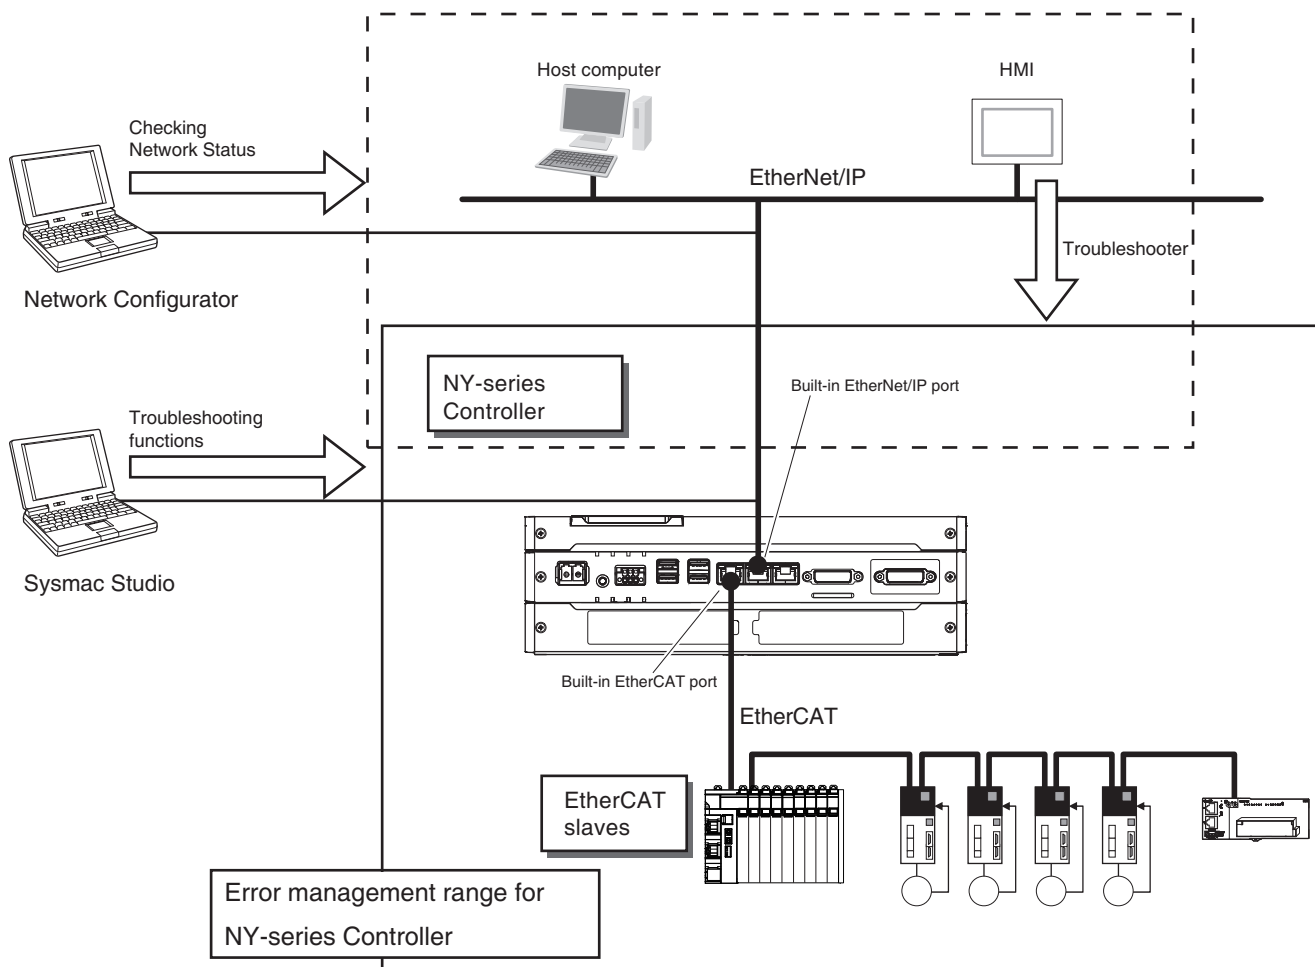 Host computer
HMI
Checking
Network Status
EtherNet/IP
Troubleshooter
Network Configurator
NY-series
Controller
Built-in EtherNet/IP port
Troubleshooting
functions
Sysmac Studio
Built-in EtherCAT port
EtherCAT
EtherCAT
slaves
Error management range for
NY-series Controller